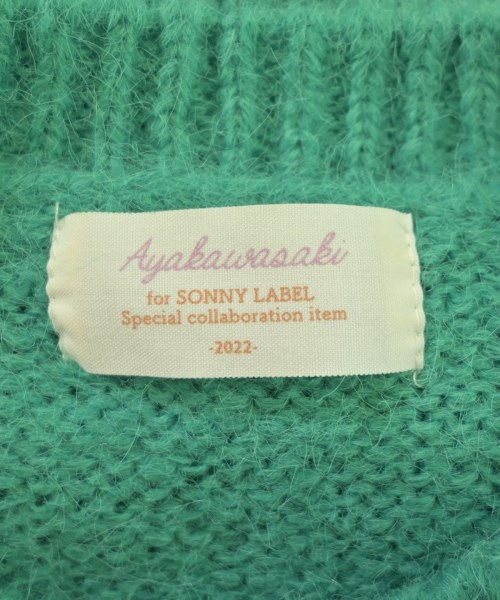 Ayakawasaki
for SONNY LABEL
Special collaboration item
-2022-